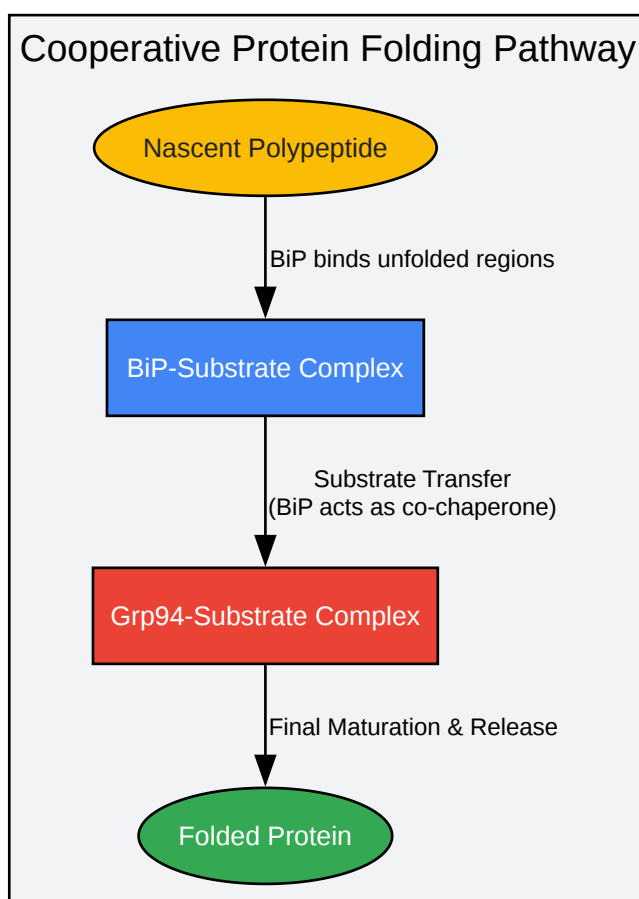 Cooperative Protein Folding Pathway
Nascent Polypeptide
BiP binds unfolded regions
BiP-Substrate Complex
Substrate Transfer
(BiP acts as co-chaperone)
Grp94-Substrate Complex
Final Maturation & Release
Folded Protein